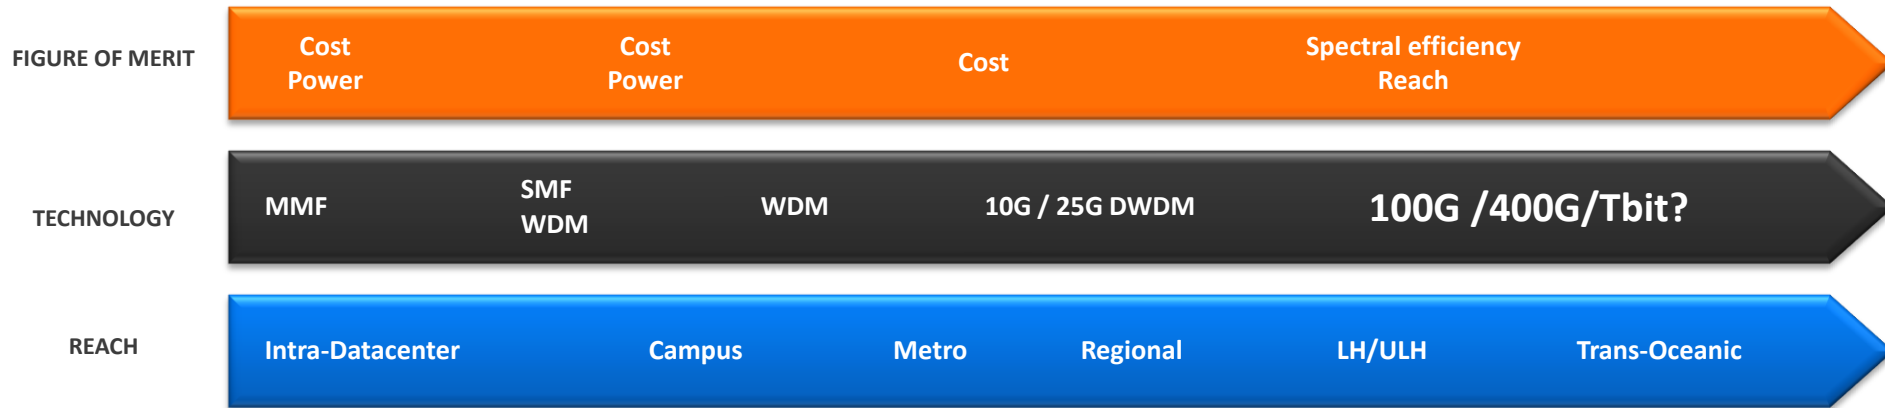 FIGURE OF MERIT
Cost
Power
Cost
Power
Cost
Spectral efficiency
Reach
TECHNOLOGY
MMF
SMF
WDM
WDM
10G / 25G DWDM
100G /400G/Tbit?
REACH
Intra-Datacenter
Campus
Metro
Regional
LH/ULH
Trans-Oceanic